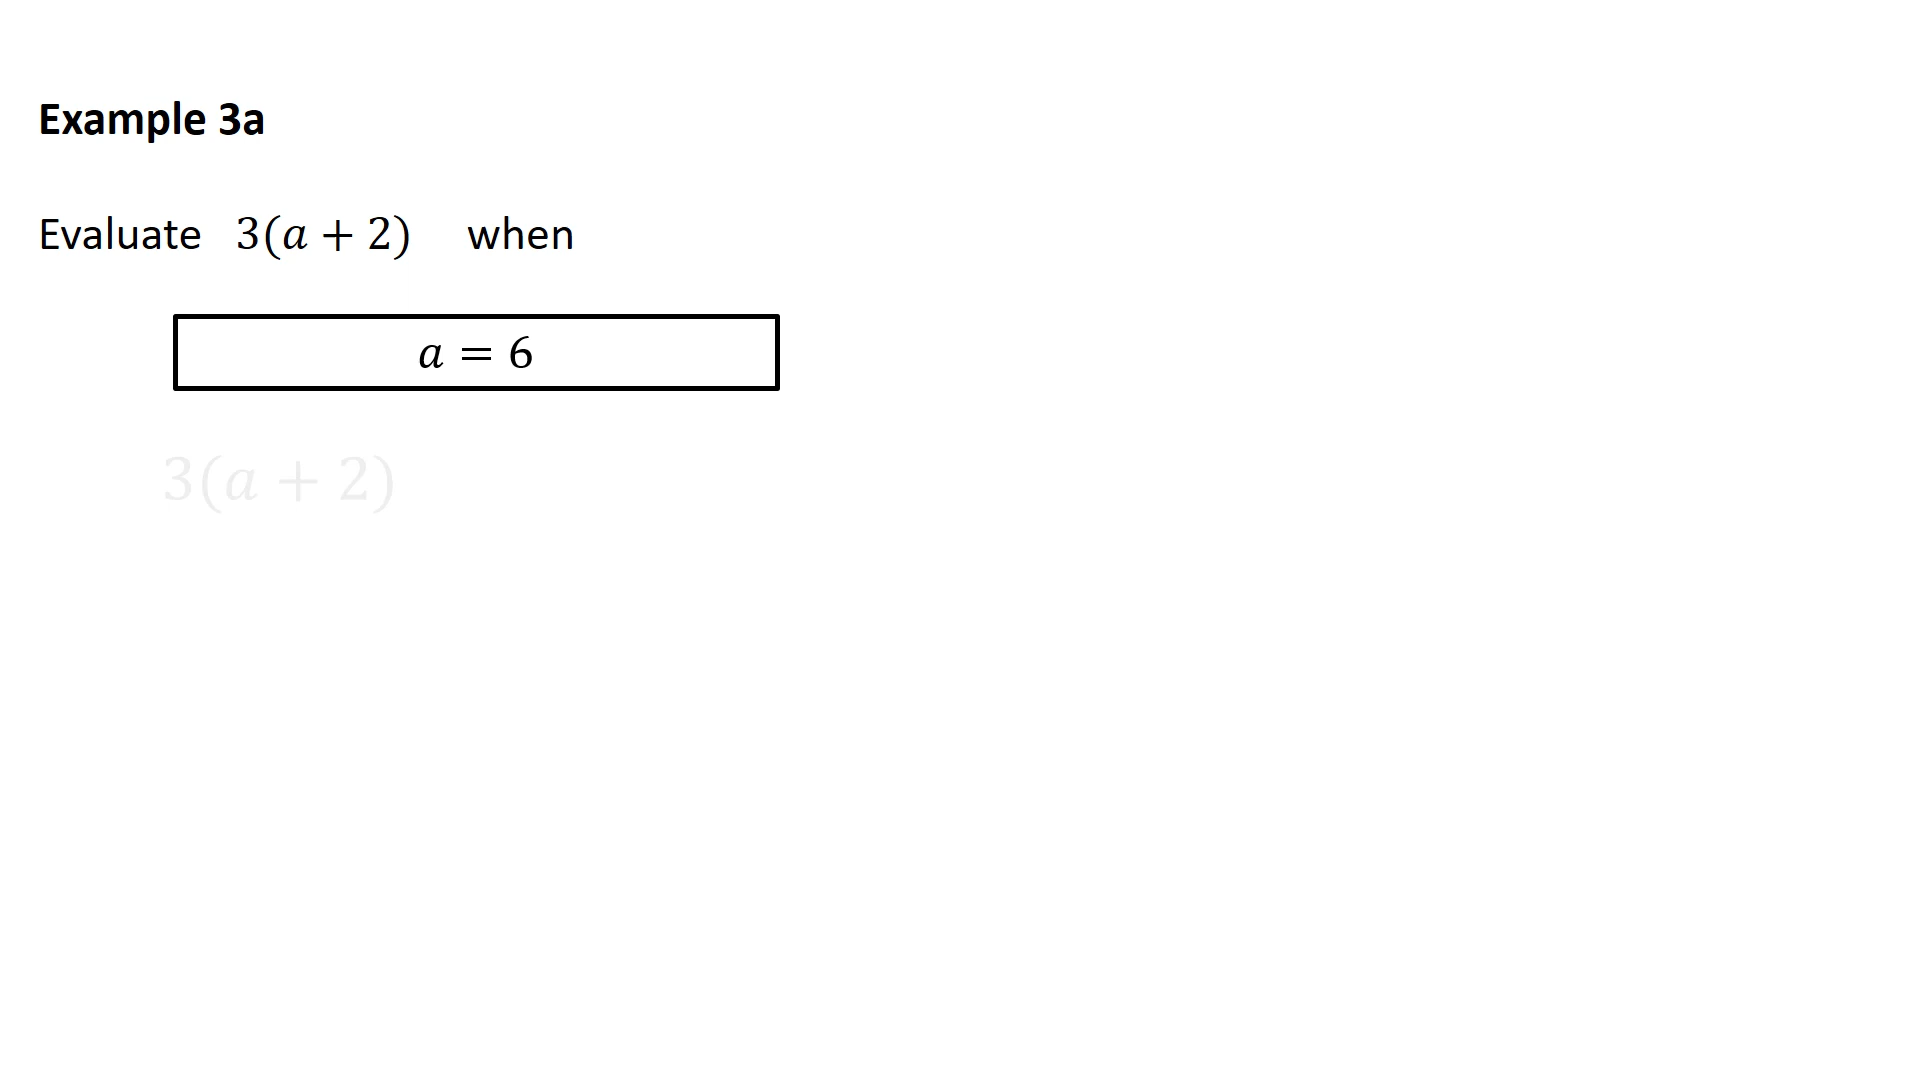 Example 3a
Evaluate 3(a + 2) when
a = 6
3(a + 2)